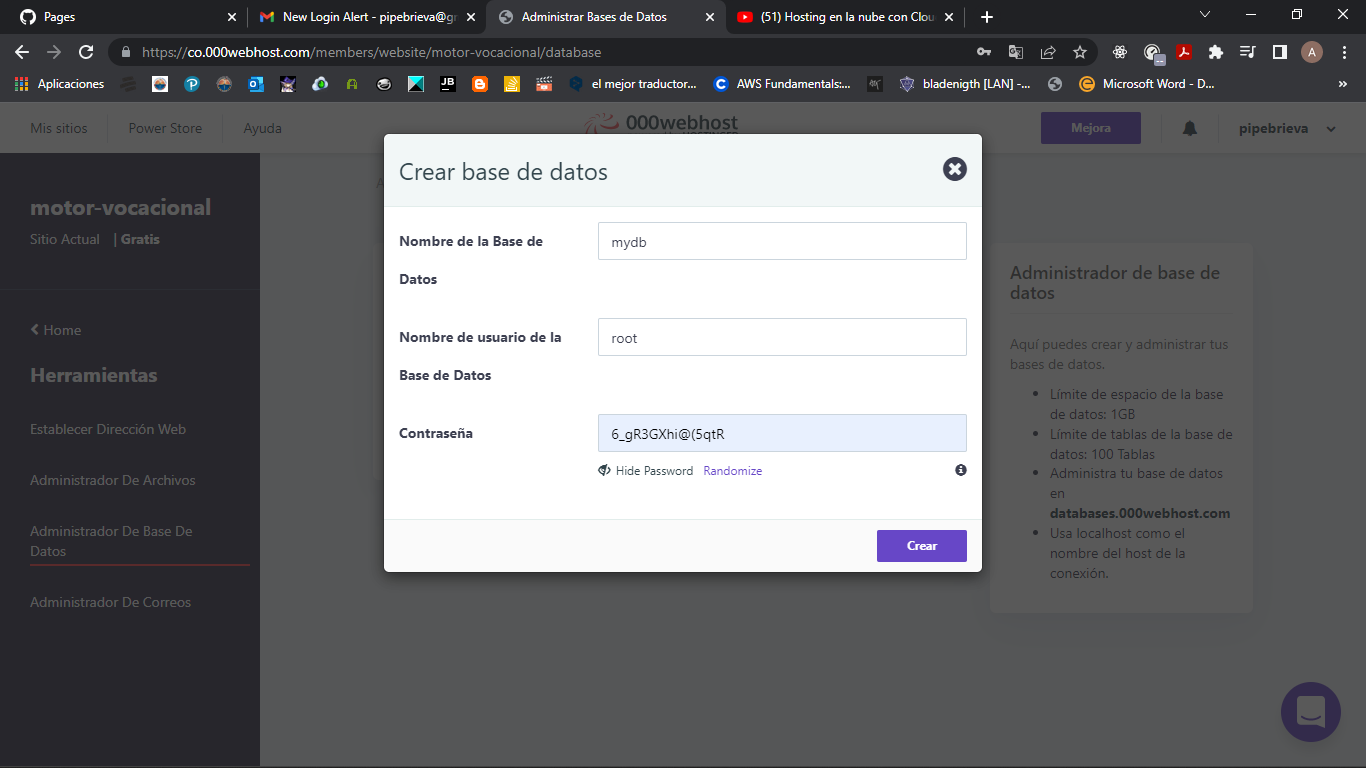 Pages
New Login Alert - pipebrieva@gr
Administrar Bases de Datos
(51) Hosting en la nube con Clou
https://co.000webhost.com/members/website/motor-vocacional/database
A
Aplicaciones
JB
el mejor traductor...
AWS Fundamentals:...
bladenigth [LAN] -...
Microsoft Word - D...
»
Mis sitios
Power Store
Ayuda
000webhost
Mejora
pipebrieva
motor-vocacional
Sitio Actual | Gratis
Home
Herramientas
Establecer Dirección Web
Administrador De Archivos
Administrador De Base De
Datos
Administrador De Correos
Crear base de datos
Nombre de la Base de
Datos
mydb
Nombre de usuario de la
Base de Datos
root
Contraseña
6_gR3GXhi@(5qtR
Hide Password Randomize
Crear
Administrador de base de
datos
Aquí puedes crear y administrar tus
bases de datos.
Límite de espacio de la base
de datos: 1GB
Límite de tablas de la base de
datos: 100 Tablas
Administra tu base de datos
en
databases.000webhost.com
Usa localhost como el
nombre del host de la
conexión.